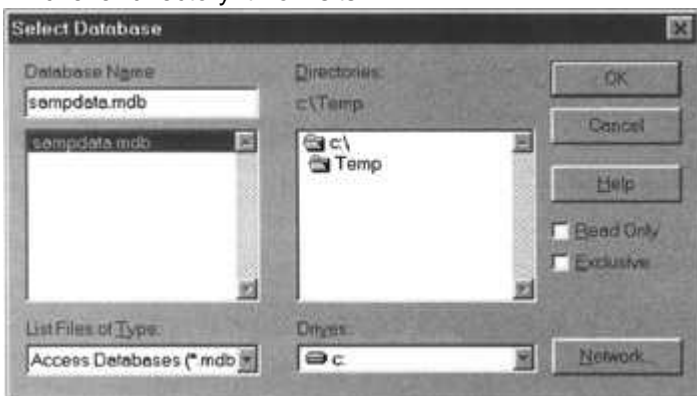 Select Database
Database Name
sampdata.mdb
sampdata.mdb
List Files of Type:
Access Databases (*.mdb
Directories:
c:\Temp
c:\
Temp
Drives:
c:
OK
Cancel
Help
Read Only
Exclusive
Network...